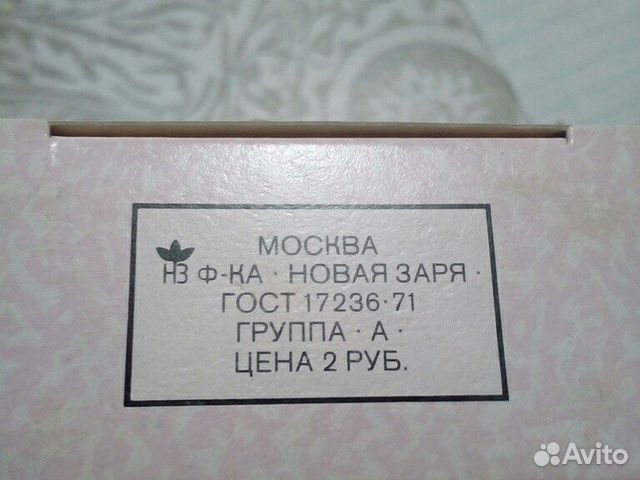 МОСКВА
НЗ Ф-КА · НОВАЯ ЗАРЯ ·
ГОСТ 17236·71
ГРУППА · А ·
ЦЕНА 2 РУБ.
Avito